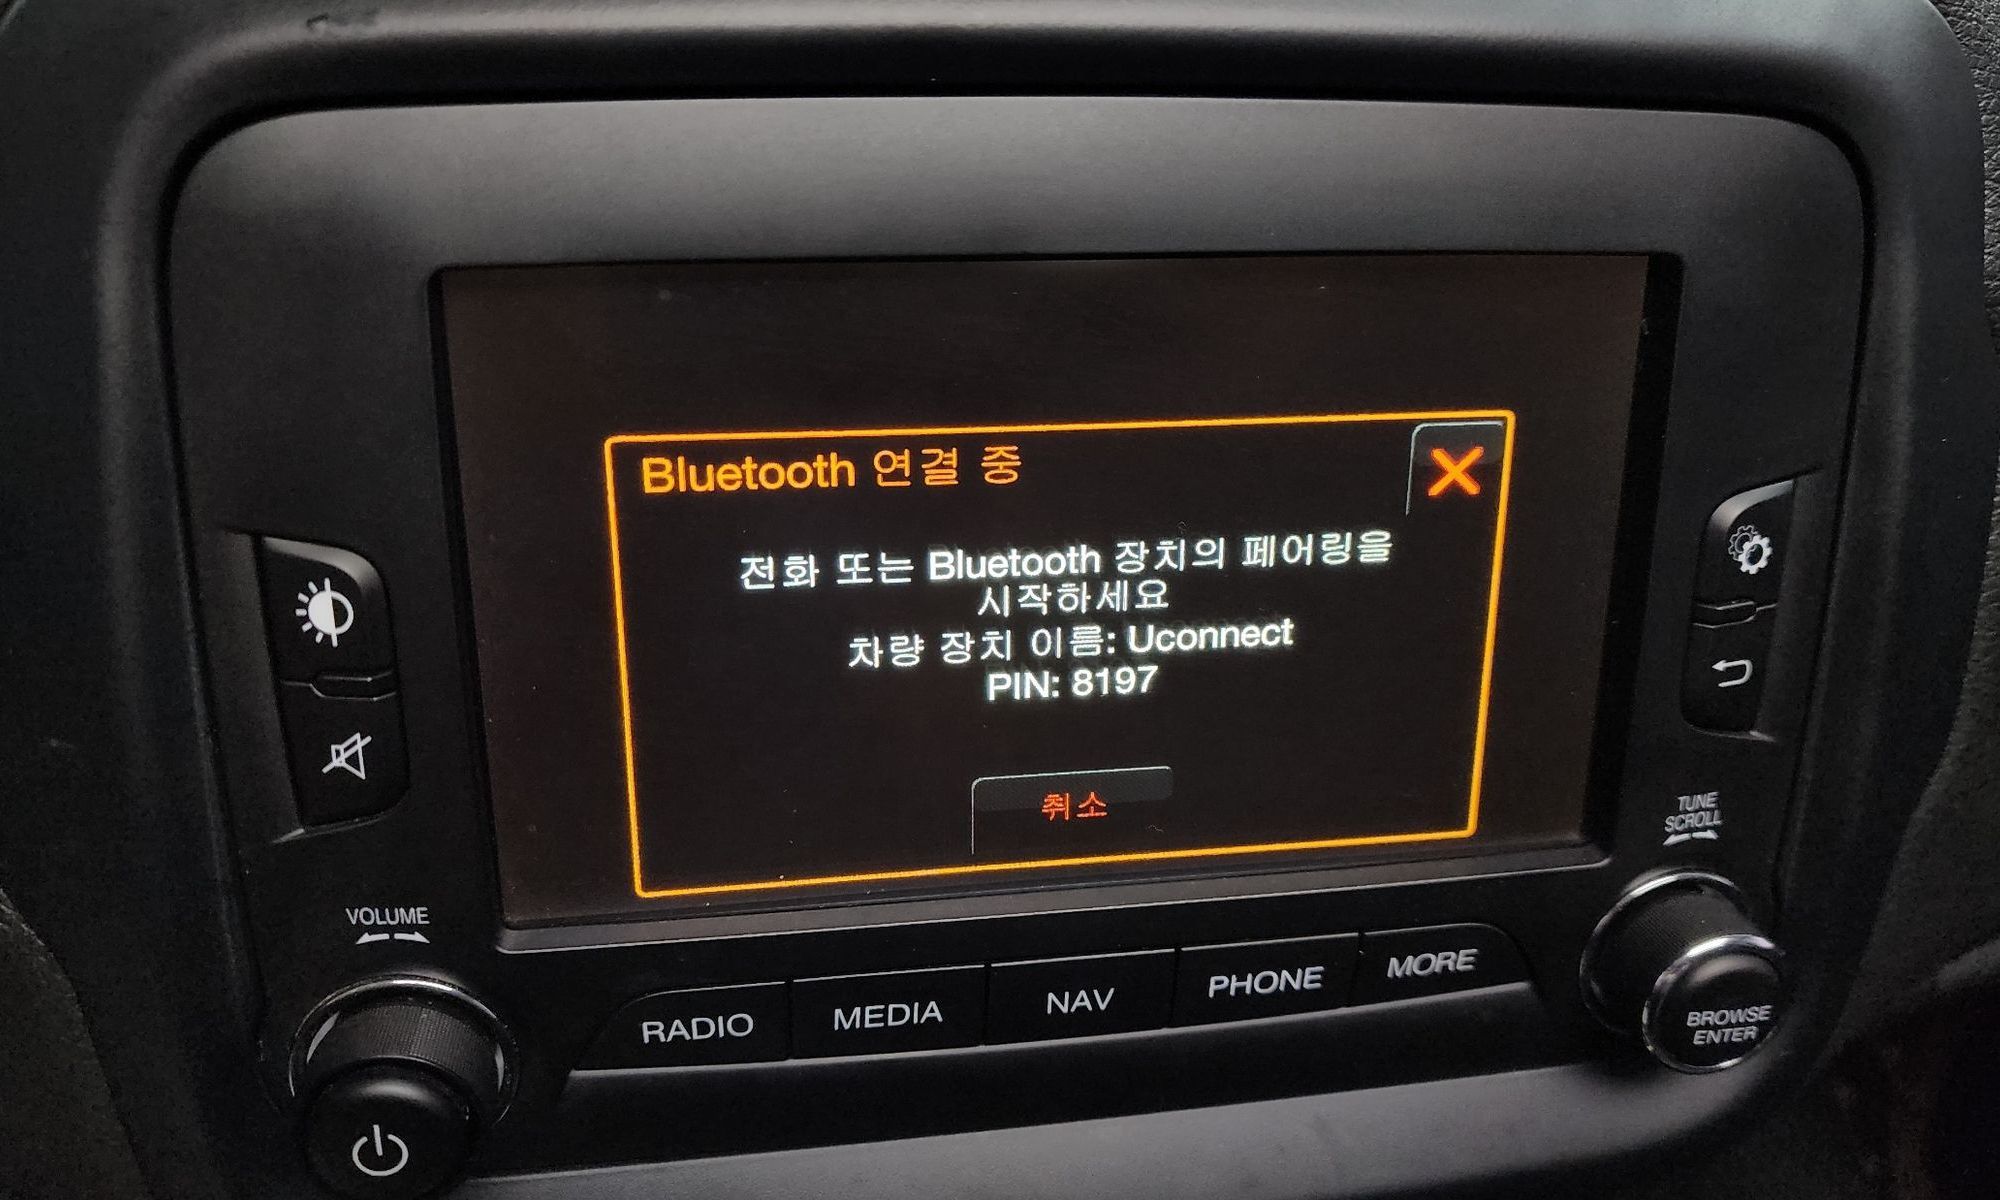 Bluetooth 연결 중
전화 또는 Bluetooth 장치의 페어링을
시작하세요
차량 장치 이름: Uconnect
PIN: 8197
취소
VOLUME
TUNE
SCROLL
RADIO
MEDIA
NAV
PHONE
MORE
BROWSE
ENTER